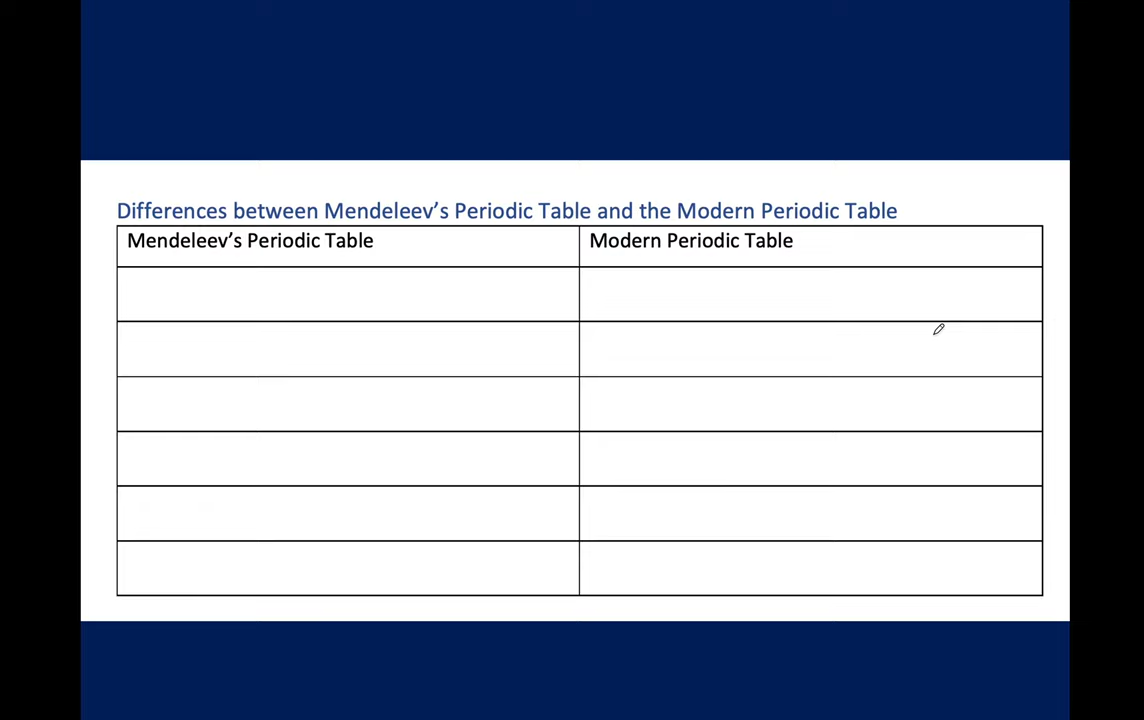 Differences between Mendeleev’s Periodic Table and the Modern Periodic Table
Mendeleev’s Periodic Table
Modern Periodic Table